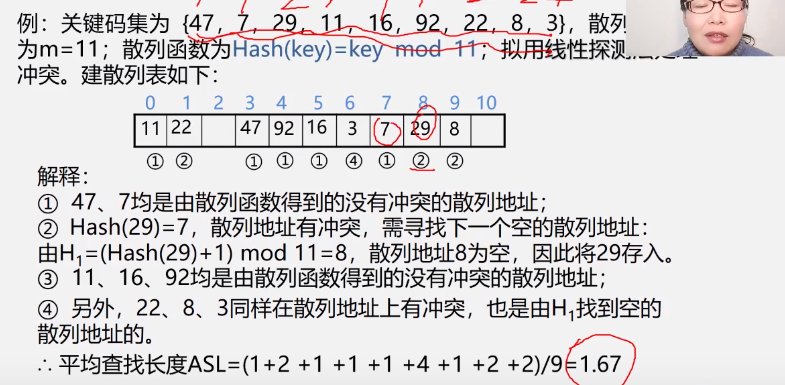 例：关键码集为 {47, 7, 29, 11, 16, 92, 22, 8, 3}，散列
为m=11；散列函数为Hash(key)=key mod 11；拟用线性探测
冲突。建散列表如下：
0 1 2 3 4 5 6 7 8 9 10
11 22 47 92 16 3 7 29 8
① ② ① ① ① ④ ① ② ②
解释：
① 47、7均是由散列函数得到的没有冲突的散列地址；
② Hash(29)=7，散列地址有冲突，需寻找下一个空的散列地址：
由H₁=(Hash(29)+1) mod 11=8，散列地址8为空，因此将29存入。
③ 11、16、92均是由散列函数得到的没有冲突的散列地址；
④ 另外，22、8、3同样在散列地址上有冲突，也是由H₁找到空的
散列地址的。
∴ 平均查找长度ASL=(1+2 +1 +1 +1 +4 +1 +2 +2)/9=1.67